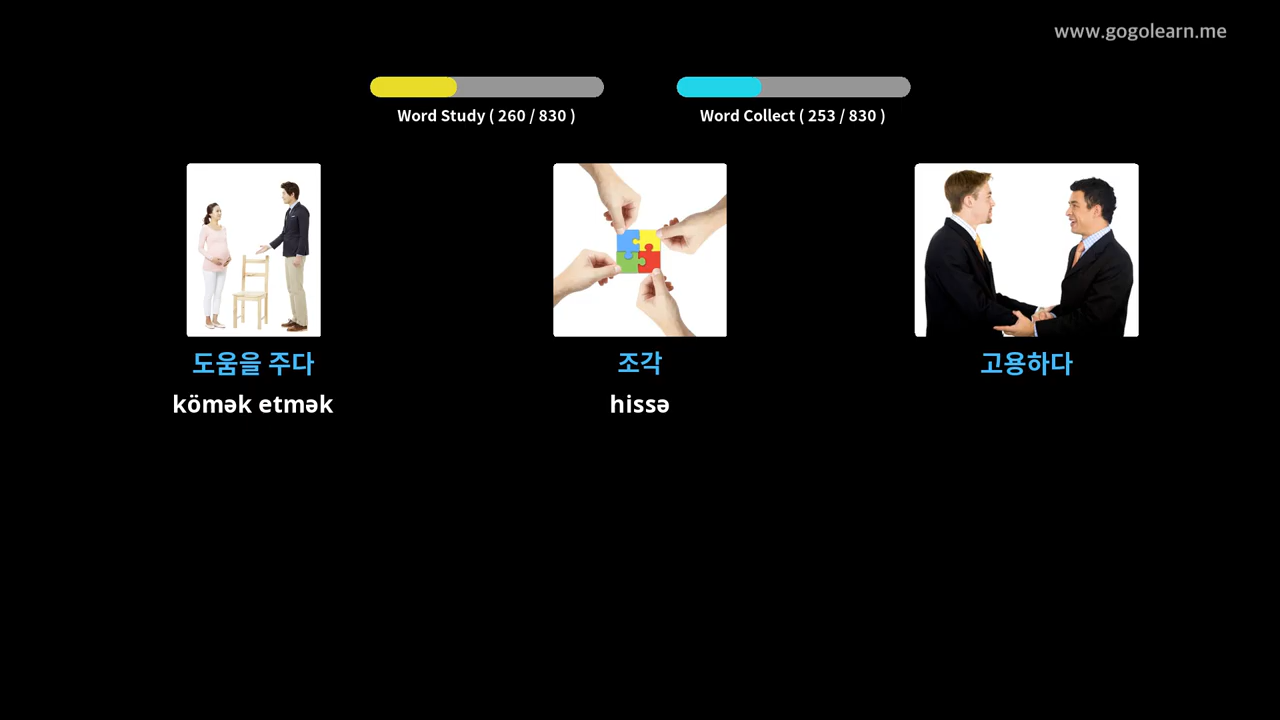 www.gogolearn.me
Word Study ( 260 / 830 )
Word Collect ( 253 / 830 )
도움을 주다
조각
고용하다
kömək etmək
hissə